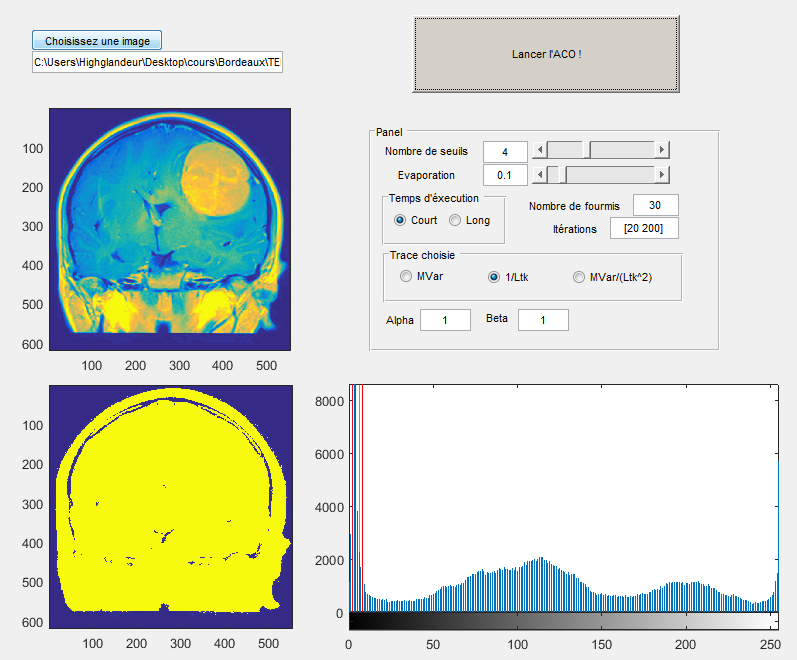 Choisissez une image
C:\Users\Highglandeur\Desktop\cours\Bordeaux\TE
Lancer l'ACO !
Panel
Nombre de seuils 4
Evaporation 0.1
Temps d'éxecution
Court Long
Nombre de fourmis 30
Itérations [20 200]
Trace choisie
MVar 1/Ltk MVar/(Ltk^2)
Alpha 1 Beta 1
100
200
300
400
500
600
100 200 300 400 500
100
200
300
400
500
600
100 200 300 400 500
8000
6000
4000
2000
0
0 50 100 150 200 250